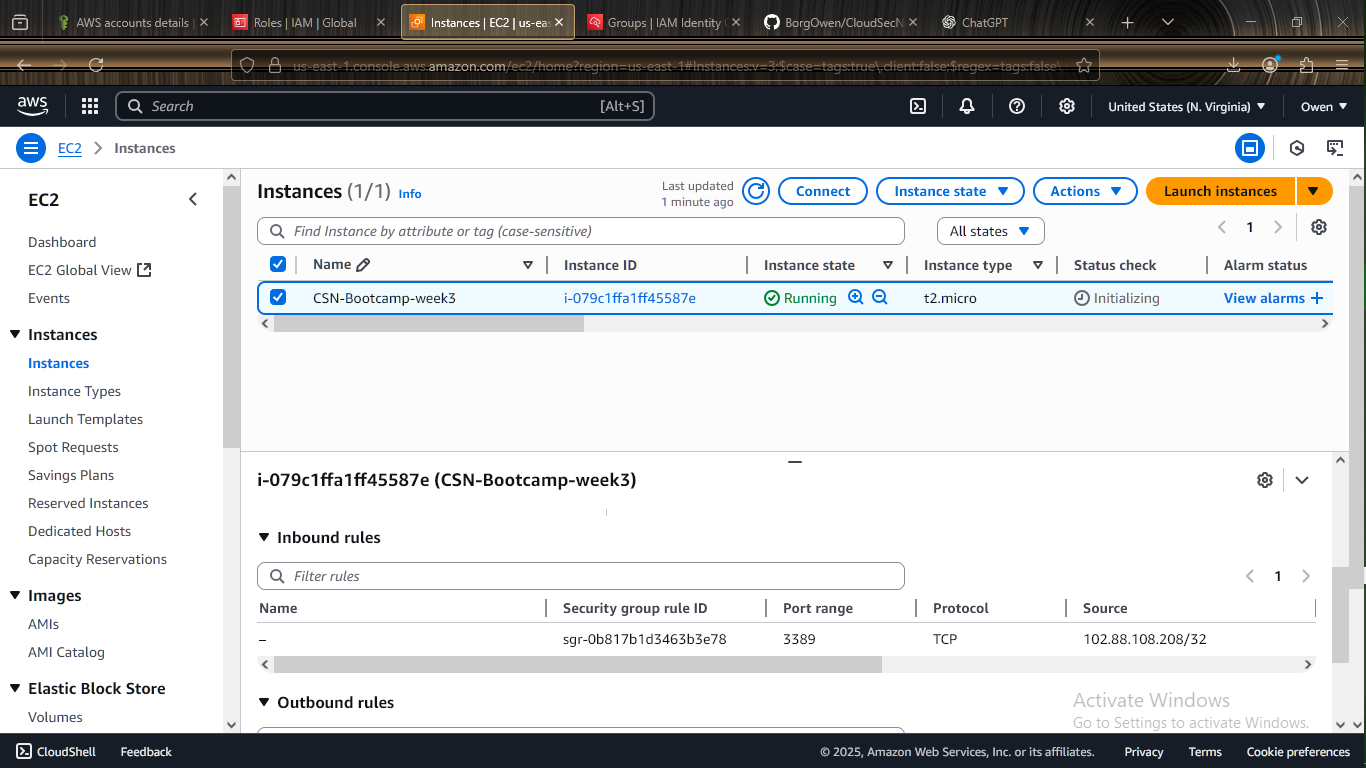 AWS accounts details
Roles | IAM | Global
Instances | EC2 | us-eas
Groups | IAM Identity C
BorgOwen/CloudSecN
ChatGPT
us-east-1.console.aws.amazon.com/ec2/home?region=us-east-1#Instances:v=3;$case=tags:true\,client:false;$regex=tags:false\
aws
Search
[Alt+S]
United States (N. Virginia)
Owen
EC2
Instances
EC2
Dashboard
EC2 Global View
Events
Instances
Instances
Instance Types
Launch Templates
Spot Requests
Savings Plans
Reserved Instances
Dedicated Hosts
Capacity Reservations
Images
AMIs
AMI Catalog
Elastic Block Store
Volumes
Instances (1/1) Info
Last updated
1 minute ago
Connect
Instance state
Actions
Launch instances
Find Instance by attribute or tag (case-sensitive)
All states
1
Name Instance ID Instance state Instance type Status check Alarm status
CSN-Bootcamp-week3 i-079c1ffa1ff45587e Running t2.micro Initializing View alarms +
i-079c1ffa1ff45587e (CSN-Bootcamp-week3)
Inbound rules
Filter rules
1
Name Security group rule ID Port range Protocol Source
– sgr-0b817b1d3463b3e78 3389 TCP 102.88.108.208/32
Outbound rules
Activate Windows
Go to Settings to activate Windows.
CloudShell Feedback © 2025, Amazon Web Services, Inc. or its affiliates. Privacy Terms Cookie preferences